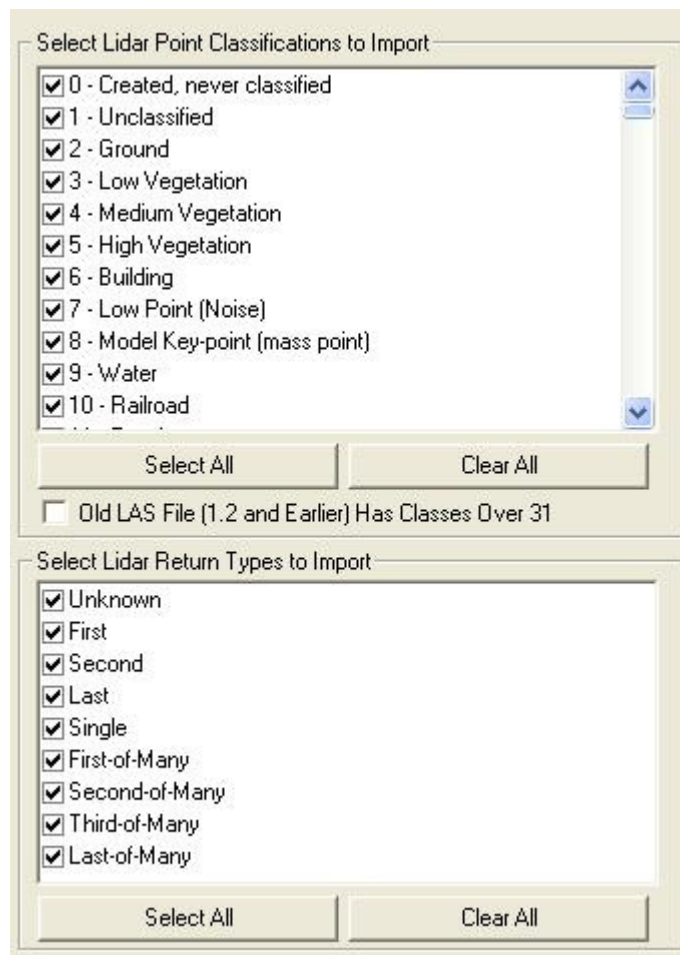 Select Lidar Point Classifications to Import
0 - Created, never classified
1 - Unclassified
2 - Ground
3 - Low Vegetation
4 - Medium Vegetation
5 - High Vegetation
6 - Building
7 - Low Point (Noise)
8 - Model Key-point (mass point)
9 - Water
10 - Railroad
Select All Clear All
Old LAS File (1.2 and Earlier) Has Classes Over 31
Select Lidar Return Types to Import
Unknown
First
Second
Last
Single
First-of-Many
Second-of-Many
Third-of-Many
Last-of-Many
Select All Clear All